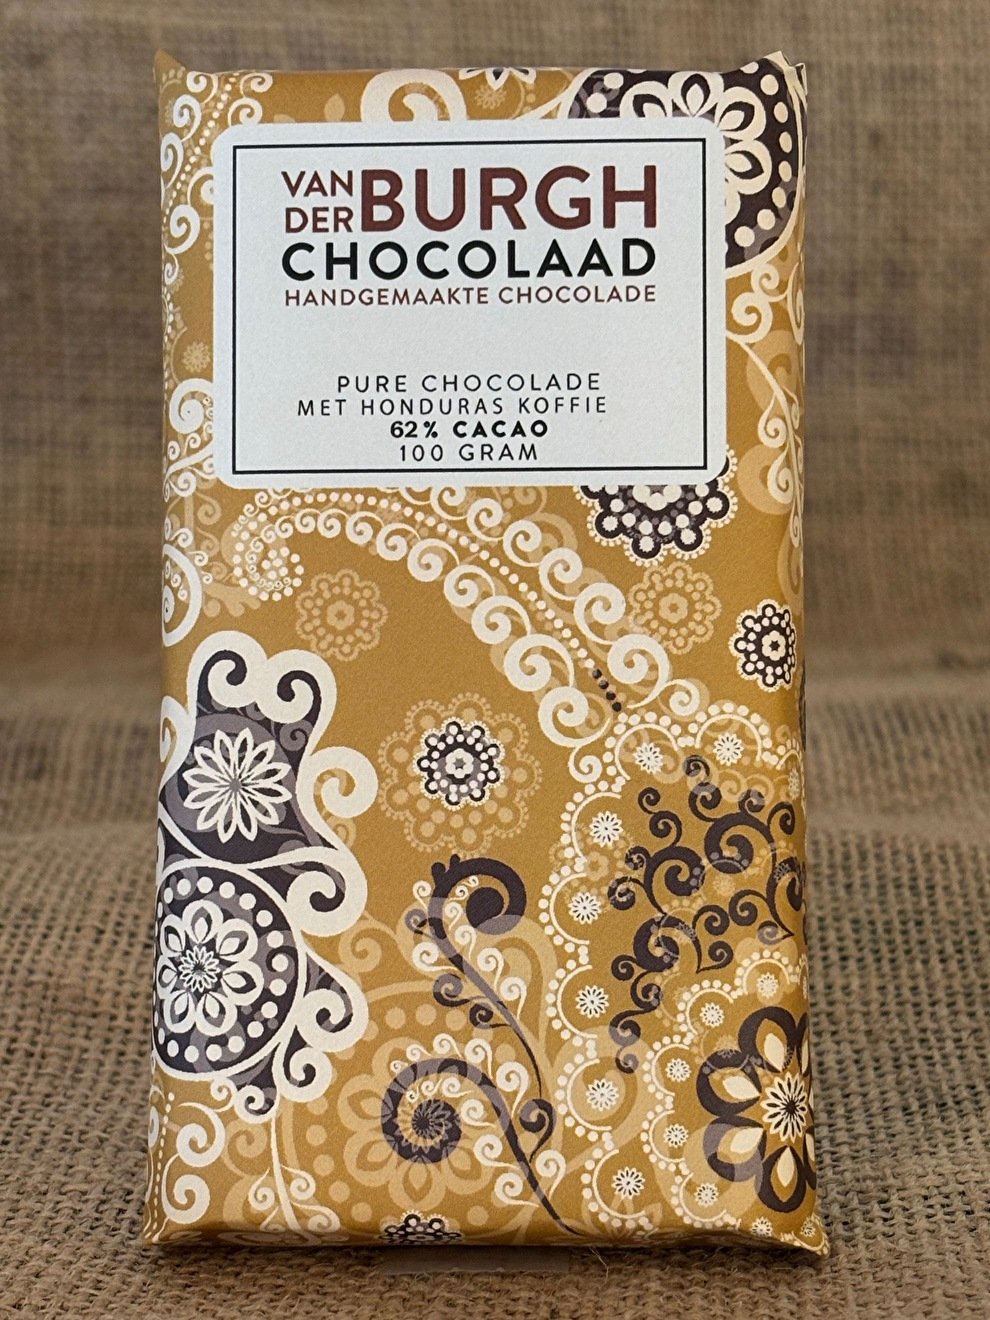 VAN DER BURGH
CHOCOLAAD
HANDGEMAAKTE CHOCOLADE
PURE CHOCOLADE
MET HONDURAS KOFFIE
62% CACAO
100 GRAM